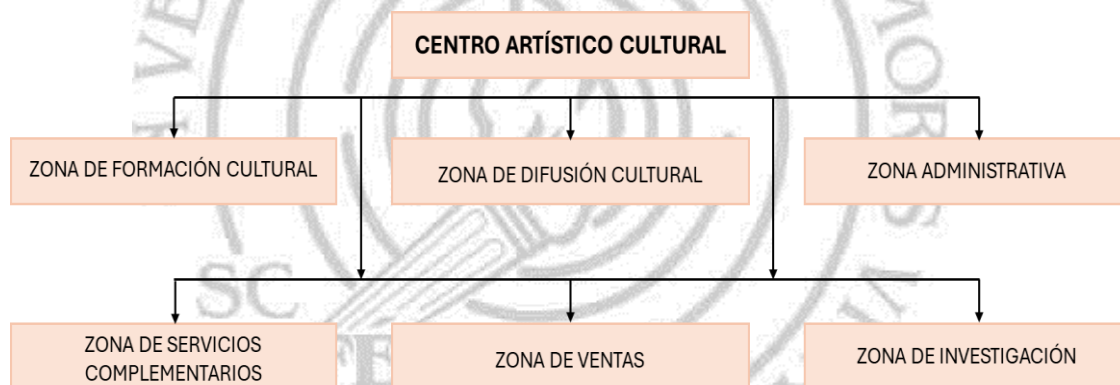 CENTRO ARTÍSTICO CULTURAL
ZONA DE FORMACIÓN CULTURAL
ZONA DE DIFUSIÓN CULTURAL
ZONA ADMINISTRATIVA
ZONA DE SERVICIOS
COMPLEMENTARIOS
ZONA DE VENTAS
ZONA DE INVESTIGACIÓN
SC